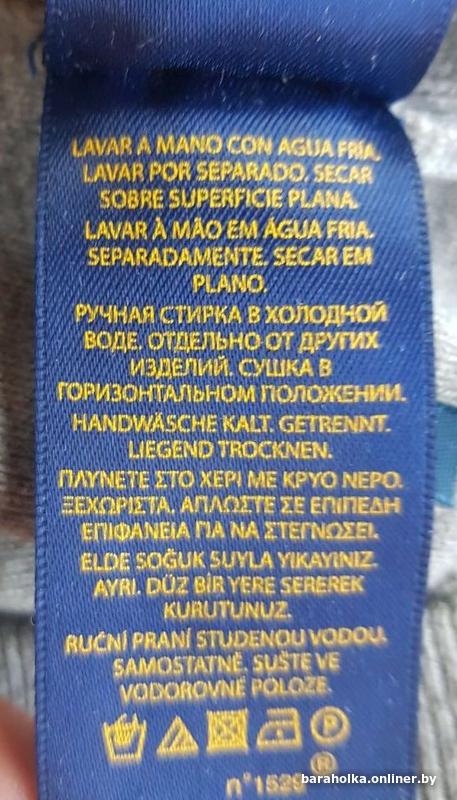 LAVAR A MANO CON AGUA FRIA.
LAVAR POR SEPARADO. SECAR
SOBRE SUPERFICIE PLANA.
LAVAR À MÃO EM ÁGUA FRIA.
SEPARADAMENTE. SECAR EM
PLANO.
РУЧНАЯ СТИРКА В ХОЛОДНОЙ
ВОДЕ. ОТДЕЛЬНО ОТ ДРУГИХ
ИЗДЕЛИЙ. СУШКА В
ГОРИЗОНТАЛЬНОМ ПОЛОЖЕНИИ.
HANDWÄSCHE KALT. GETRENNT.
LIEGEND TROCKNEN.
ΠΛΥΝΕΤΕ ΣΤΟ ΧΕΡΙ ΜΕ ΚΡΥΟ ΝΕΡΟ.
ΞΕΧΩΡΙΣΤΑ. ΑΠΛΩΣΤΕ ΣΕ ΕΠΙΠΕΔΗ
ΕΠΙΦΑΝΕΙΑ ΓΙΑ ΝΑ ΣΤΕΓΝΩΣΕΙ.
ELDE SOĞUK SUYLA YIKAYINIZ.
AYRI. DÜZ BİR YERE SEREREK
KURUTUNUZ.
RUČNÍ PRANÍ STUDENOU VODOU.
SAMOSTATNĚ. SUŠTE VE
VODOROVNÉ POLOZE.
P
®
n°1529
baraholka.onliner.by